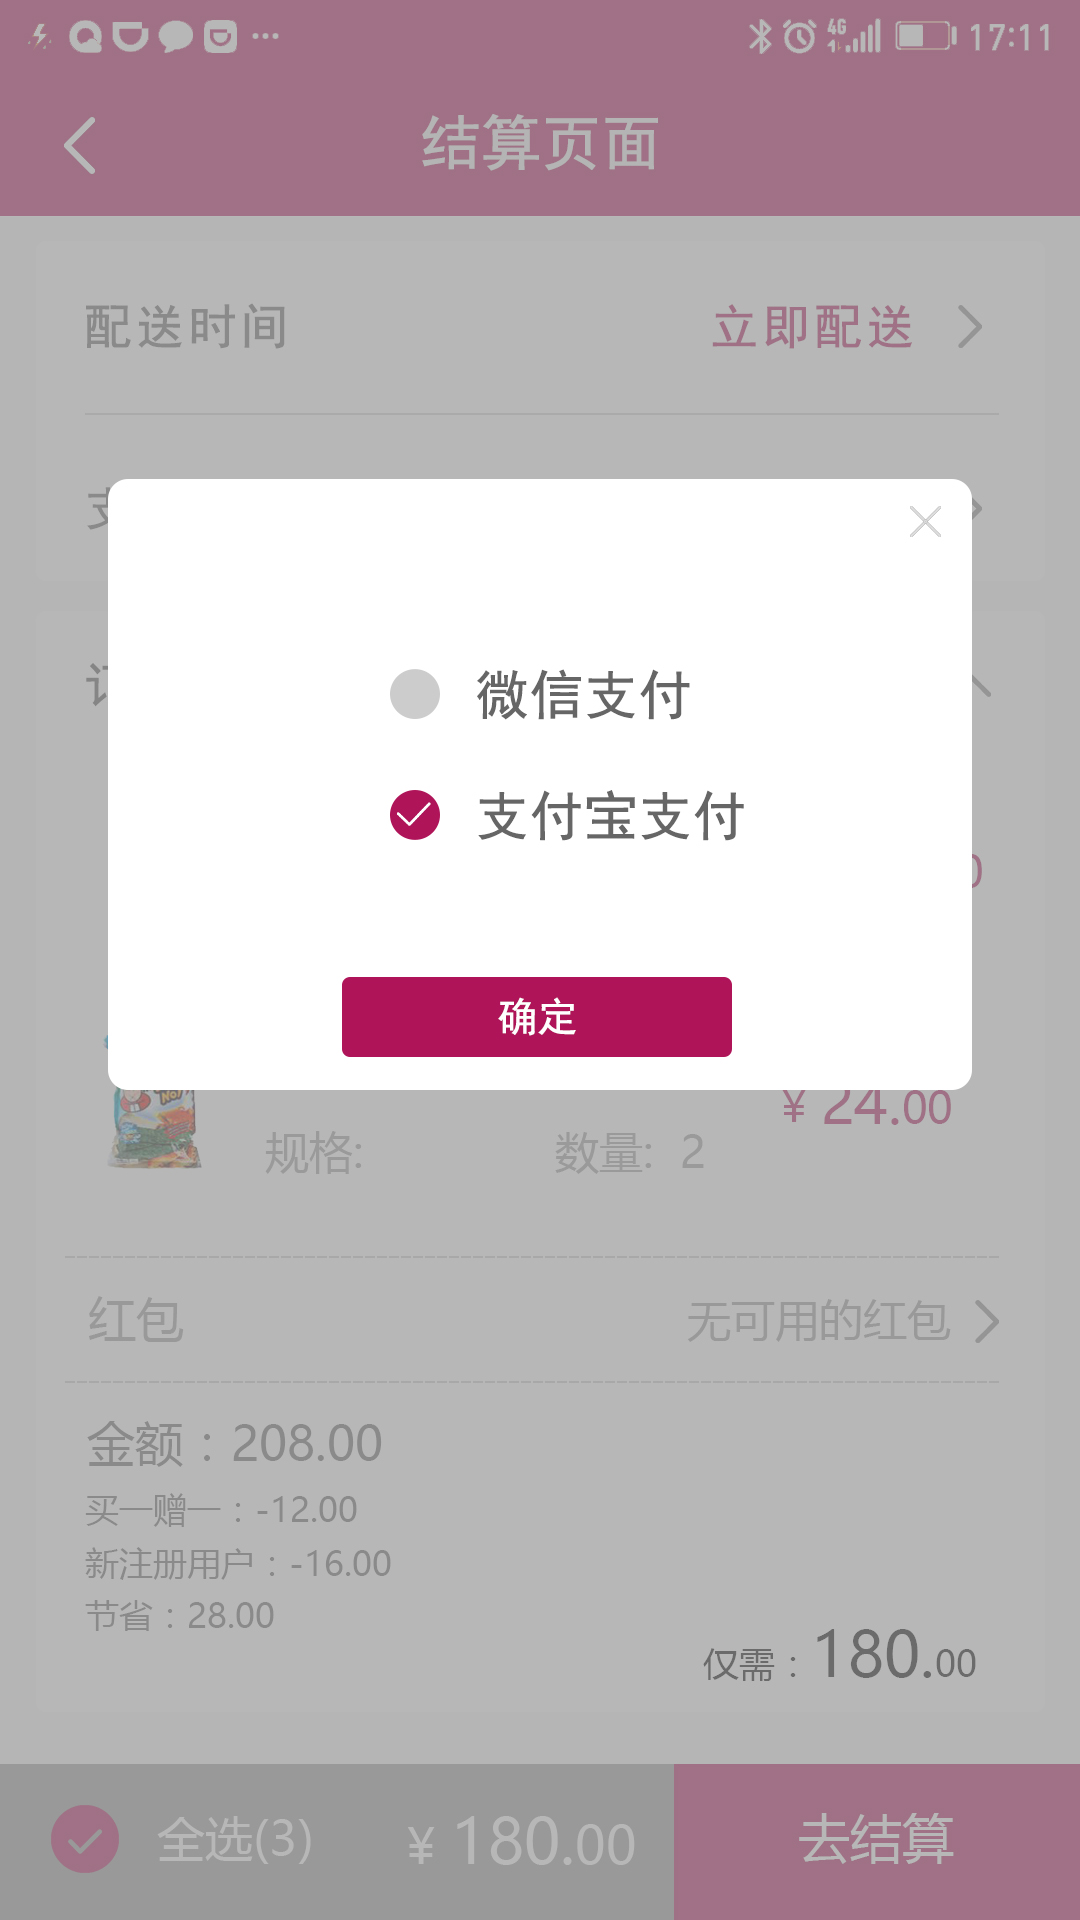 4G 17:11
结算页面
配送时间 立即配送
微信支付
支付宝支付
确定
¥ 24.00
规格: 数量: 2
红包 无可用的红包
金额：208.00
买一赠一：-12.00
新注册用户：-16.00
节省：28.00
仅需：180.00
全选(3) ¥ 180.00 去结算